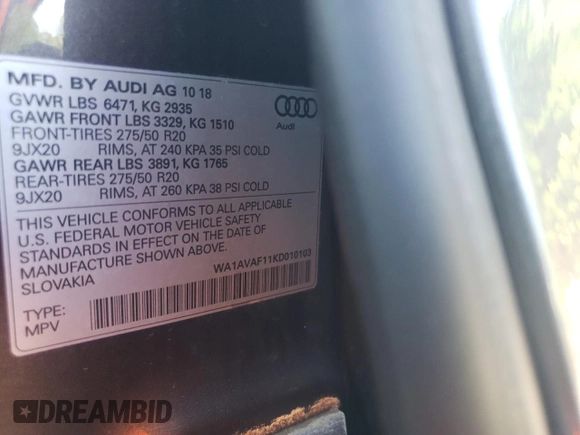 MFD. BY AUDI AG 10 18
GVWR LBS 6471, KG 2935
GAWR FRONT LBS 3329, KG 1510
FRONT-TIRES 275/50 R20
9JX20 RIMS, AT 240 KPA 35 PSI COLD
GAWR REAR LBS 3891, KG 1765
REAR-TIRES 275/50 R20
9JX20 RIMS, AT 260 KPA 38 PSI COLD
THIS VEHICLE CONFORMS TO ALL APPLICABLE
U.S. FEDERAL MOTOR VEHICLE SAFETY
STANDARDS IN EFFECT ON THE DATE OF
MANUFACTURE SHOWN ABOVE.
SLOVAKIA
WA1AVAF11KD010103
TYPE:
MPV
Audi
DREAMBID